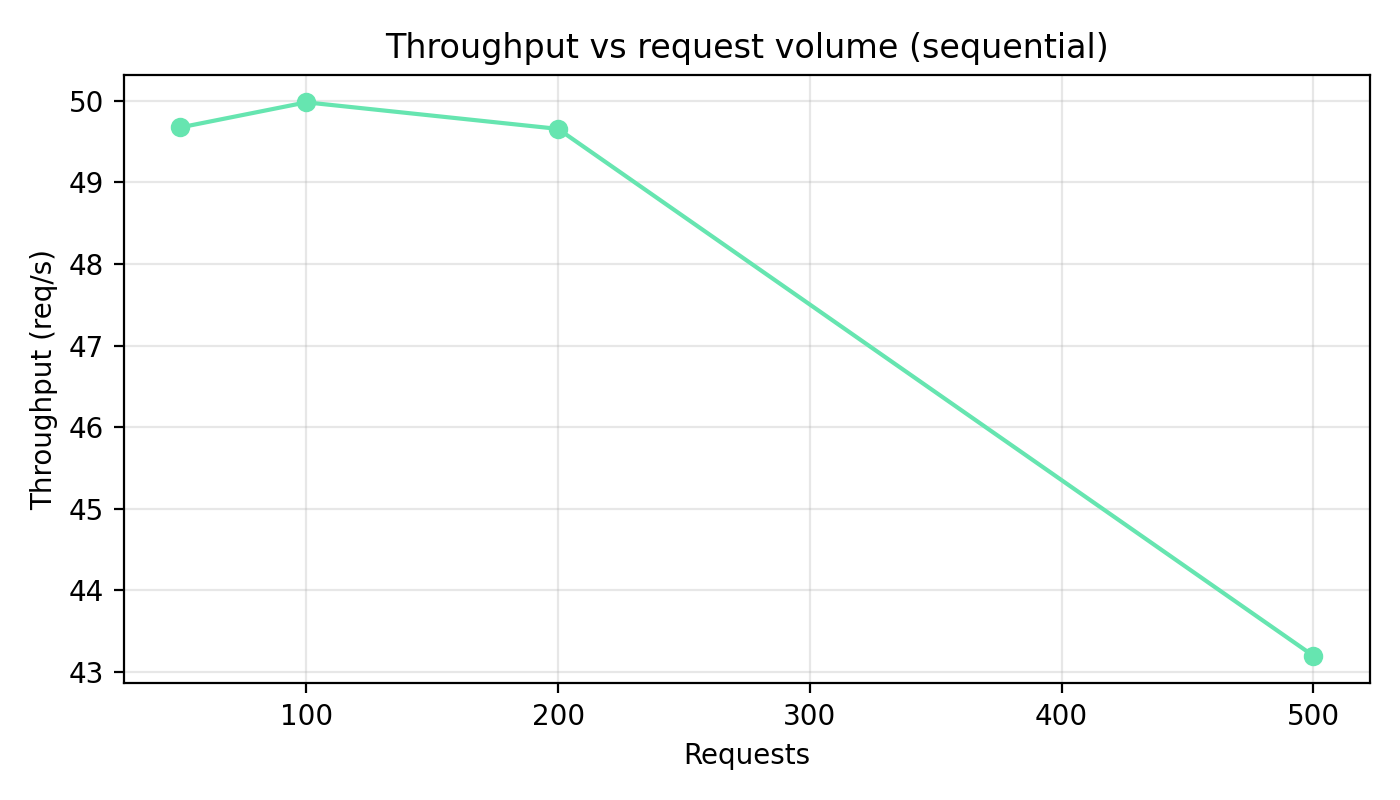 Throughput vs request volume (sequential)
50
49
48
47
46
45
44
43
Throughput (req/s)
100 200 300 400 500
Requests